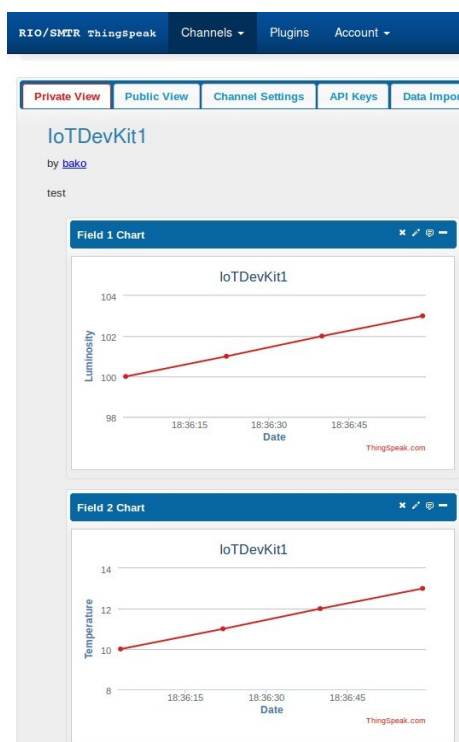 RIO/SMTR ThingSpeak Channels Plugins Account
Private View Public View Channel Settings API Keys Data Impor
IoTDevKit1
by bako
test
Field 1 Chart
IoTDevKit1
104
102
100
98
Luminosity
18:36:15 18:36:30 18:36:45
Date
ThingSpeak.com
Field 2 Chart
IoTDevKit1
14
12
10
8
Temperature
18:36:15 18:36:30 18:36:45
Date
ThingSpeak.com